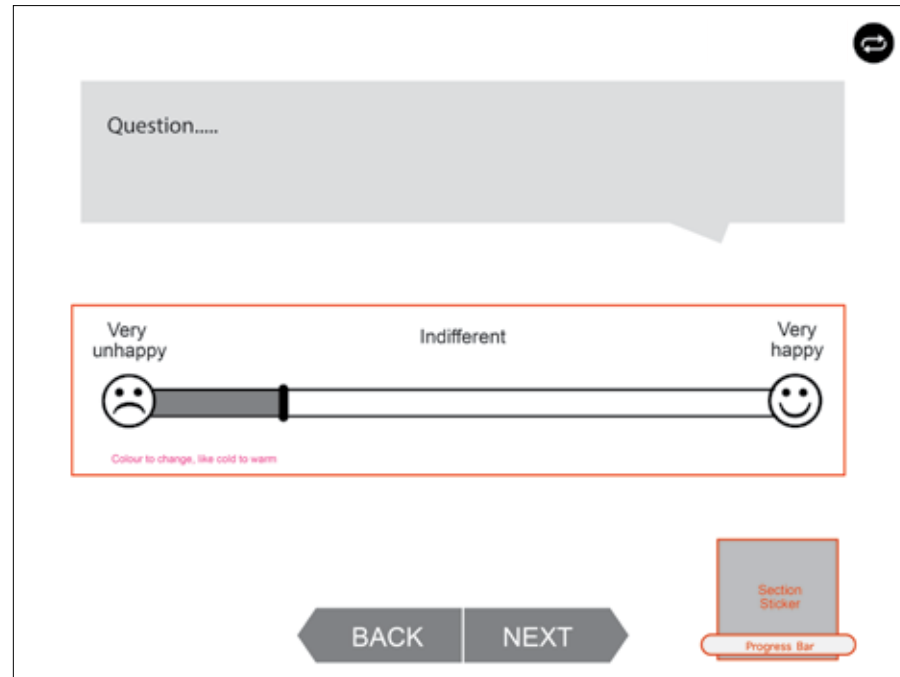 Question.....
Very
unhappy
Indifferent
Very
happy
Colour to change, like cold to warm
Section
Sticker
Progress Bar
BACK
NEXT